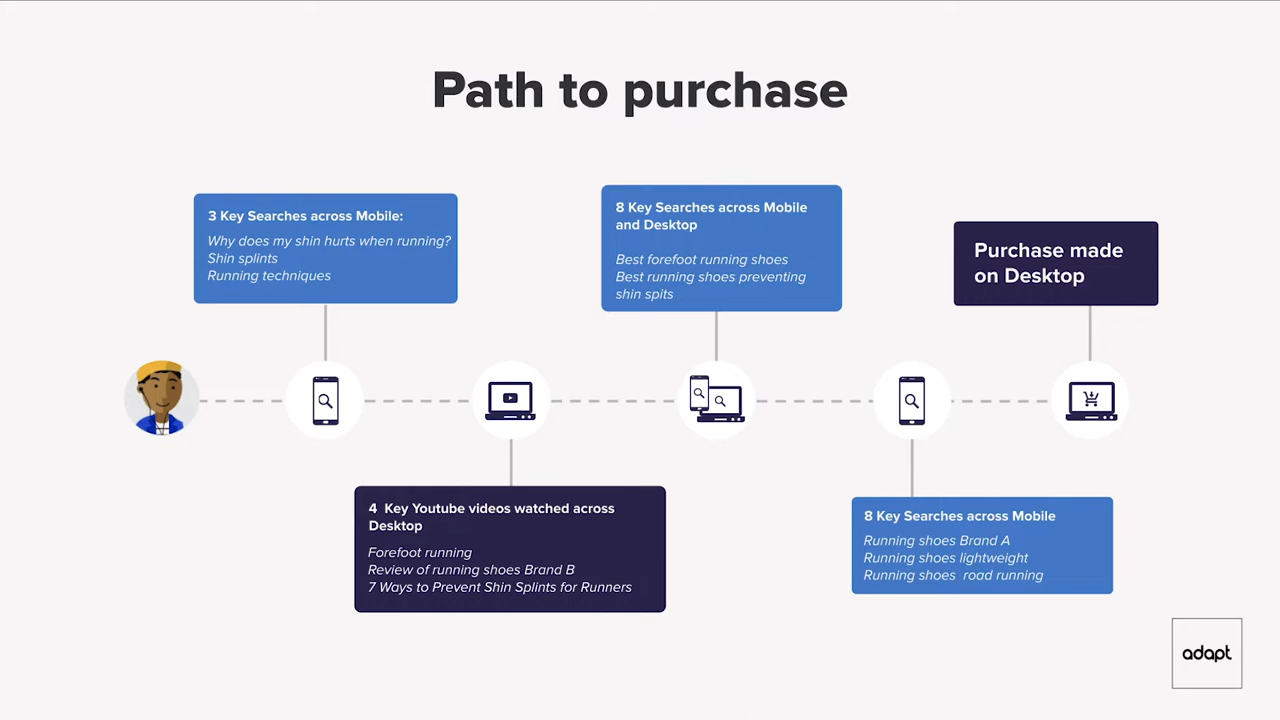 Path to purchase
3 Key Searches across Mobile:
Why does my shin hurts when running?
Shin splints
Running techniques
4 Key Youtube videos watched across
Desktop
Forefoot running
Review of running shoes Brand B
7 Ways to Prevent Shin Splints for Runners
8 Key Searches across Mobile
and Desktop
Best forefoot running shoes
Best running shoes preventing
shin spits
8 Key Searches across Mobile
Running shoes Brand A
Running shoes lightweight
Running shoes road running
Purchase made
on Desktop
adapt